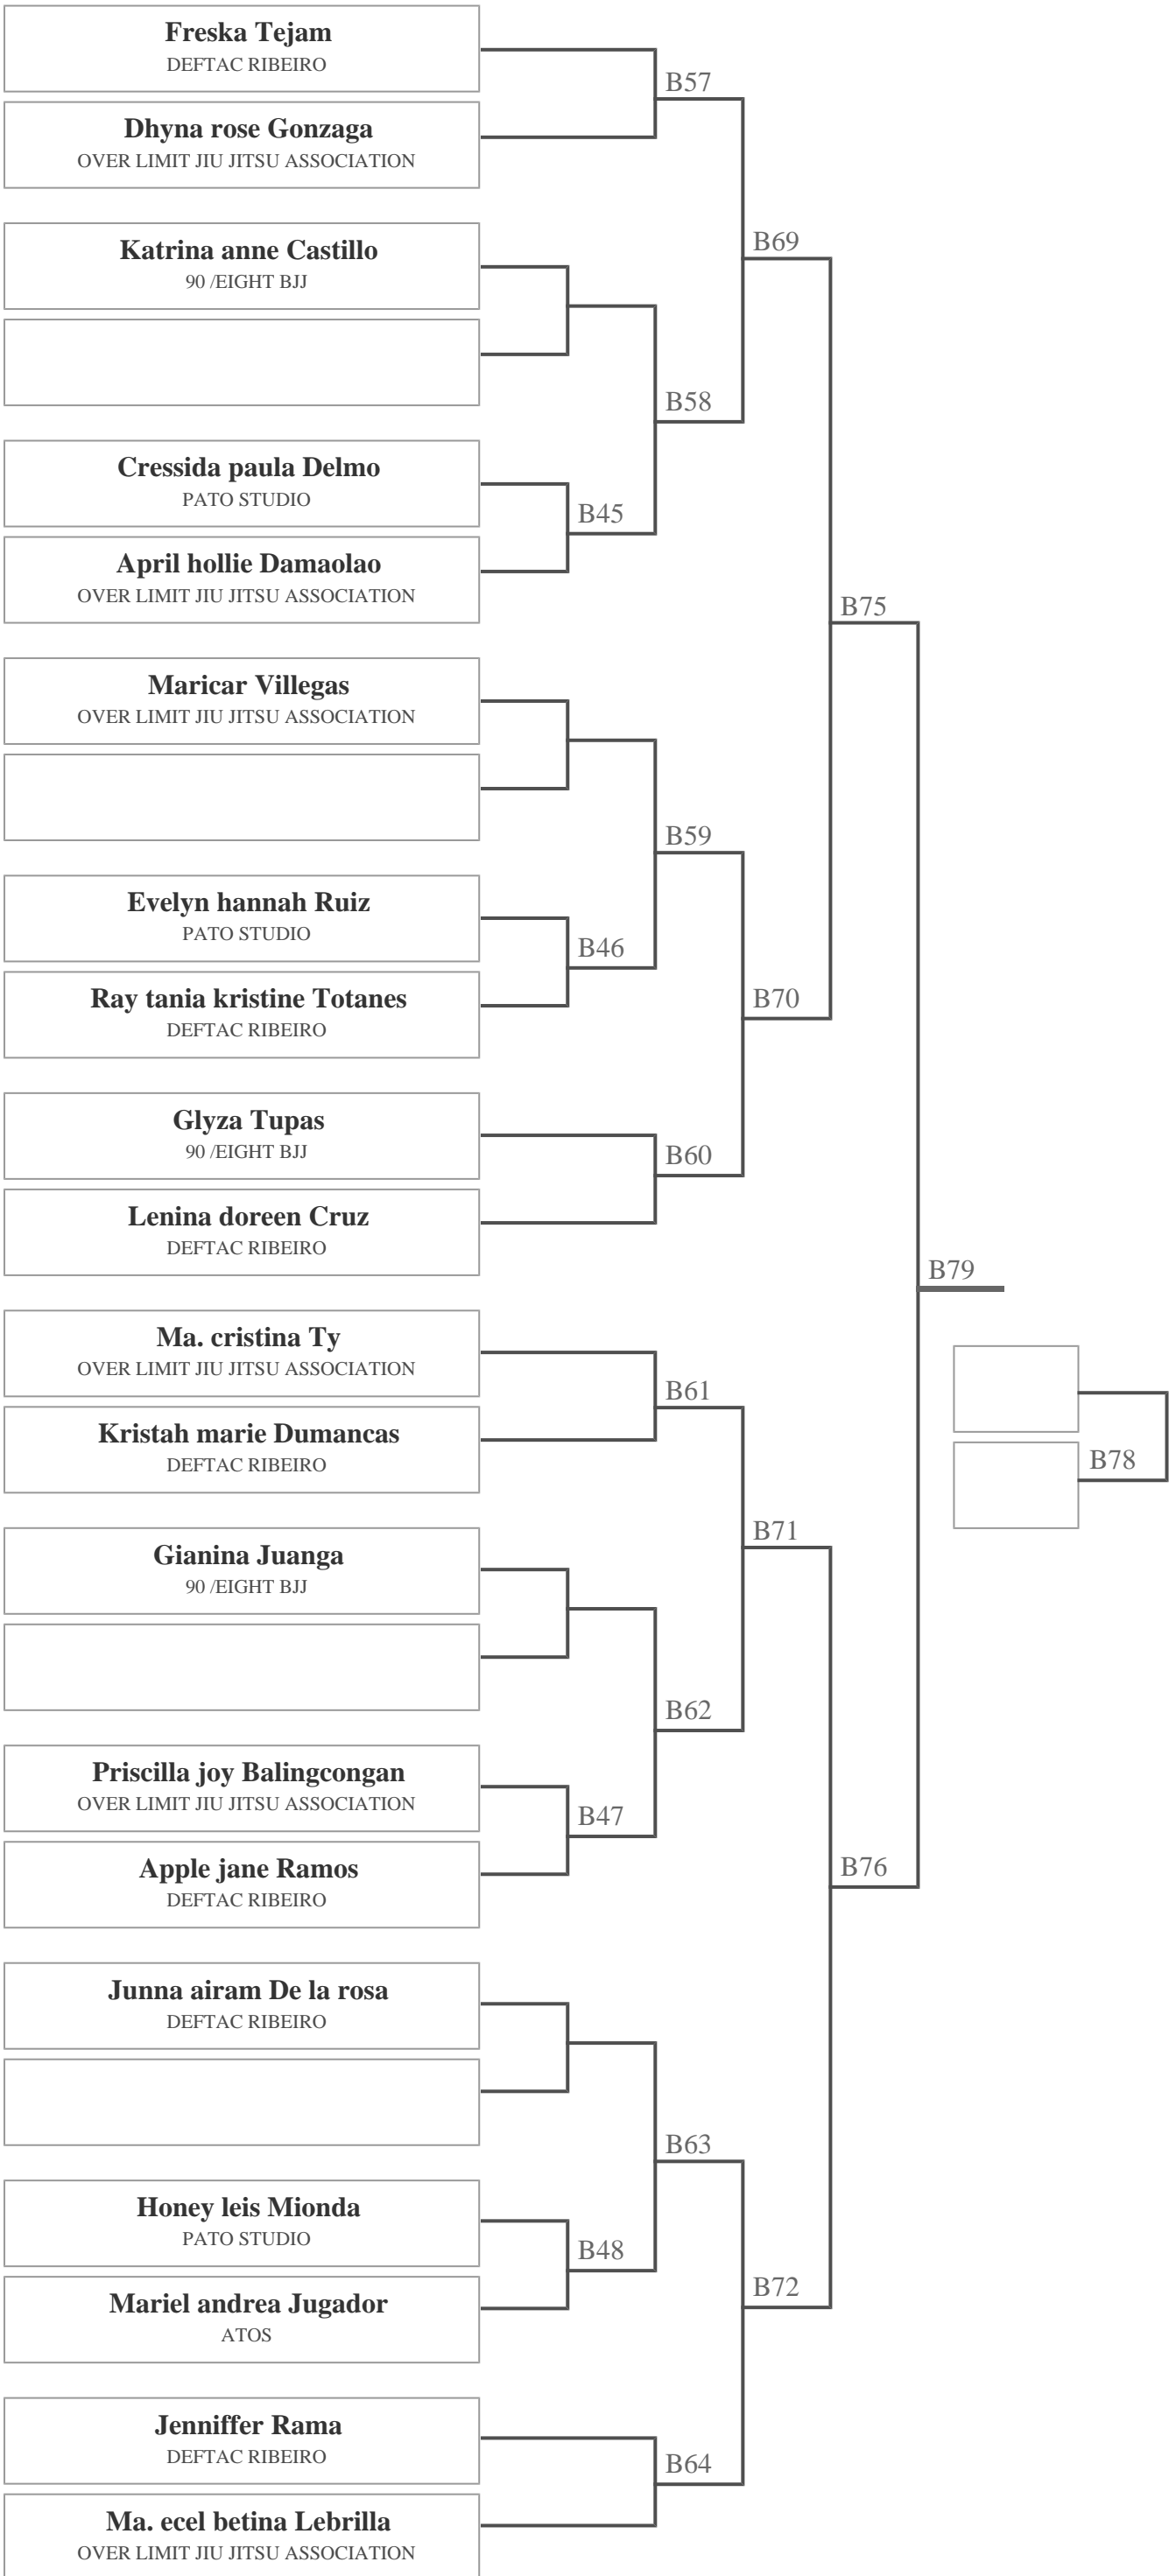 Freska Tejam
DEFTAC RIBEIRO
B57
Dhyna rose Gonzaga
OVER LIMIT JIU JITSU ASSOCIATION
B69
Katrina anne Castillo
90 /EIGHT BJJ
B58
Cressida paula Delmo
PATO STUDIO
B45
April hollie Damaolao
OVER LIMIT JIU JITSU ASSOCIATION
B75
Maricar Villegas
OVER LIMIT JIU JITSU ASSOCIATION
B59
Evelyn hannah Ruiz
PATO STUDIO
B46
Ray tania kristine Totanes
DEFTAC RIBEIRO
B70
Glyza Tupas
90 /EIGHT BJJ
B60
Lenina doreen Cruz
DEFTAC RIBEIRO
B79
Ma. cristina Ty
OVER LIMIT JIU JITSU ASSOCIATION
B61
Kristah marie Dumancas
DEFTAC RIBEIRO
B78
B71
Gianina Juanga
90 /EIGHT BJJ
B62
Priscilla joy Balingcongan
OVER LIMIT JIU JITSU ASSOCIATION
B47
Apple jane Ramos
DEFTAC RIBEIRO
B76
Junna airam De la rosa
DEFTAC RIBEIRO
B63
Honey leis Mionda
PATO STUDIO
B48
Mariel andrea Jugador
ATOS
B72
Jenniffer Rama
DEFTAC RIBEIRO
B64
Ma. ecel betina Lebrilla
OVER LIMIT JIU JITSU ASSOCIATION